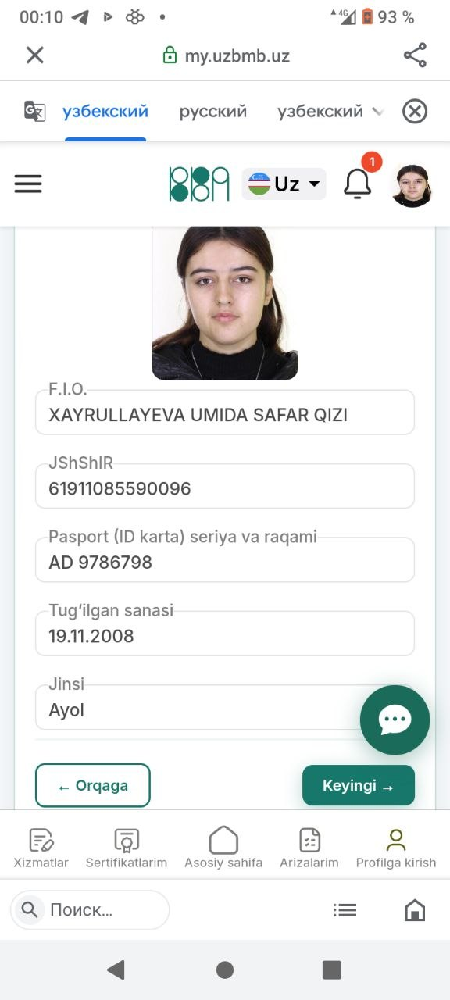 00:10
4G
93 %
my.uzbmb.uz
узбекский
русский
узбекский
Uz
1
F.I.O.
XAYRULLAYEVA UMIDA SAFAR QIZI
JShShIR
61911085590096
Pasport (ID karta) seriya va raqami
AD 9786798
Tug‘ilgan sanasi
19.11.2008
Jinsi
Ayol
← Orqaga
Keyingi →
Xizmatlar
Sertifikatlarim
Asosiy sahifa
Arizalarim
Profilga kirish
Поиск...